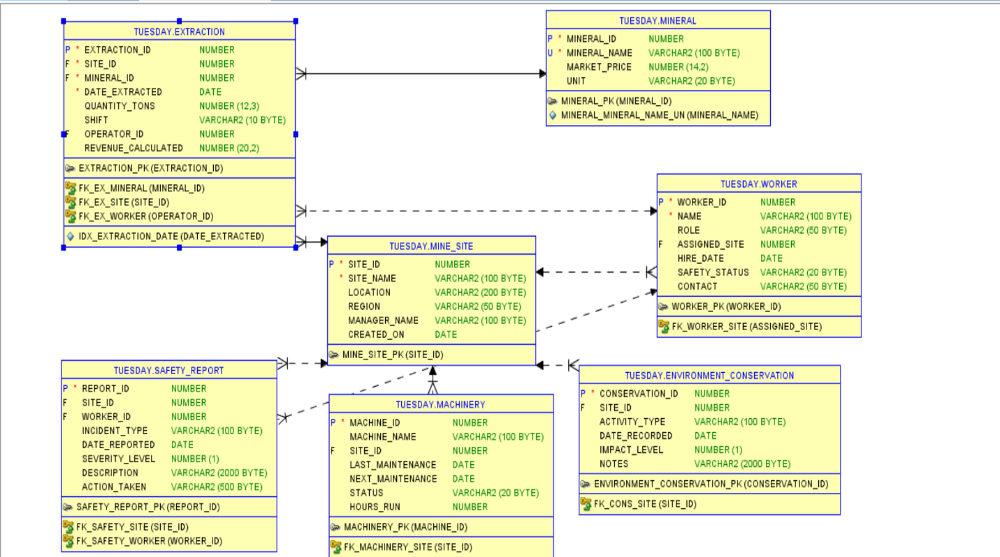 TUESDAY.EXTRACTION
P * EXTRACTION_ID NUMBER
F * SITE_ID NUMBER
F * MINERAL_ID NUMBER
* DATE_EXTRACTED DATE
QUANTITY_TONS NUMBER (12,3)
SHIFT VARCHAR2 (10 BYTE)
F OPERATOR_ID NUMBER
REVENUE_CALCULATED NUMBER (20,2)
EXTRACTION_PK (EXTRACTION_ID)
FK_EX_MINERAL (MINERAL_ID)
FK_EX_SITE (SITE_ID)
FK_EX_WORKER (OPERATOR_ID)
IDX_EXTRACTION_DATE (DATE_EXTRACTED)
TUESDAY.MINERAL
P * MINERAL_ID NUMBER
U * MINERAL_NAME VARCHAR2 (100 BYTE)
MARKET_PRICE NUMBER (14,2)
UNIT VARCHAR2 (20 BYTE)
MINERAL_PK (MINERAL_ID)
MINERAL_MINERAL_NAME_UN (MINERAL_NAME)
TUESDAY.WORKER
P * WORKER_ID NUMBER
* NAME VARCHAR2 (100 BYTE)
ROLE VARCHAR2 (50 BYTE)
F ASSIGNED_SITE NUMBER
HIRE_DATE DATE
SAFETY_STATUS VARCHAR2 (20 BYTE)
CONTACT VARCHAR2 (50 BYTE)
WORKER_PK (WORKER_ID)
FK_WORKER_SITE (ASSIGNED_SITE)
TUESDAY.MINE_SITE
P * SITE_ID NUMBER
* SITE_NAME VARCHAR2 (100 BYTE)
LOCATION VARCHAR2 (200 BYTE)
REGION VARCHAR2 (50 BYTE)
MANAGER_NAME VARCHAR2 (100 BYTE)
CREATED_ON DATE
MINE_SITE_PK (SITE_ID)
TUESDAY.SAFETY_REPORT
P * REPORT_ID NUMBER
F SITE_ID NUMBER
F WORKER_ID NUMBER
INCIDENT_TYPE VARCHAR2 (100 BYTE)
DATE_REPORTED DATE
SEVERITY_LEVEL NUMBER (1)
DESCRIPTION VARCHAR2 (2000 BYTE)
ACTION_TAKEN VARCHAR2 (500 BYTE)
SAFETY_REPORT_PK (REPORT_ID)
FK_SAFETY_SITE (SITE_ID)
FK_SAFETY_WORKER (WORKER_ID)
TUESDAY.MACHINERY
P * MACHINE_ID NUMBER
MACHINE_NAME VARCHAR2 (100 BYTE)
F SITE_ID NUMBER
LAST_MAINTENANCE DATE
NEXT_MAINTENANCE DATE
STATUS VARCHAR2 (20 BYTE)
HOURS_RUN NUMBER
MACHINERY_PK (MACHINE_ID)
FK_MACHINERY_SITE (SITE_ID)
TUESDAY.ENVIRONMENT_CONSERVATION
P * CONSERVATION_ID NUMBER
F SITE_ID NUMBER
ACTIVITY_TYPE VARCHAR2 (100 BYTE)
DATE_RECORDED DATE
IMPACT_LEVEL NUMBER (1)
NOTES VARCHAR2 (2000 BYTE)
ENVIRONMENT_CONSERVATION_PK (CONSERVATION_ID)
FK_CONS_SITE (SITE_ID)